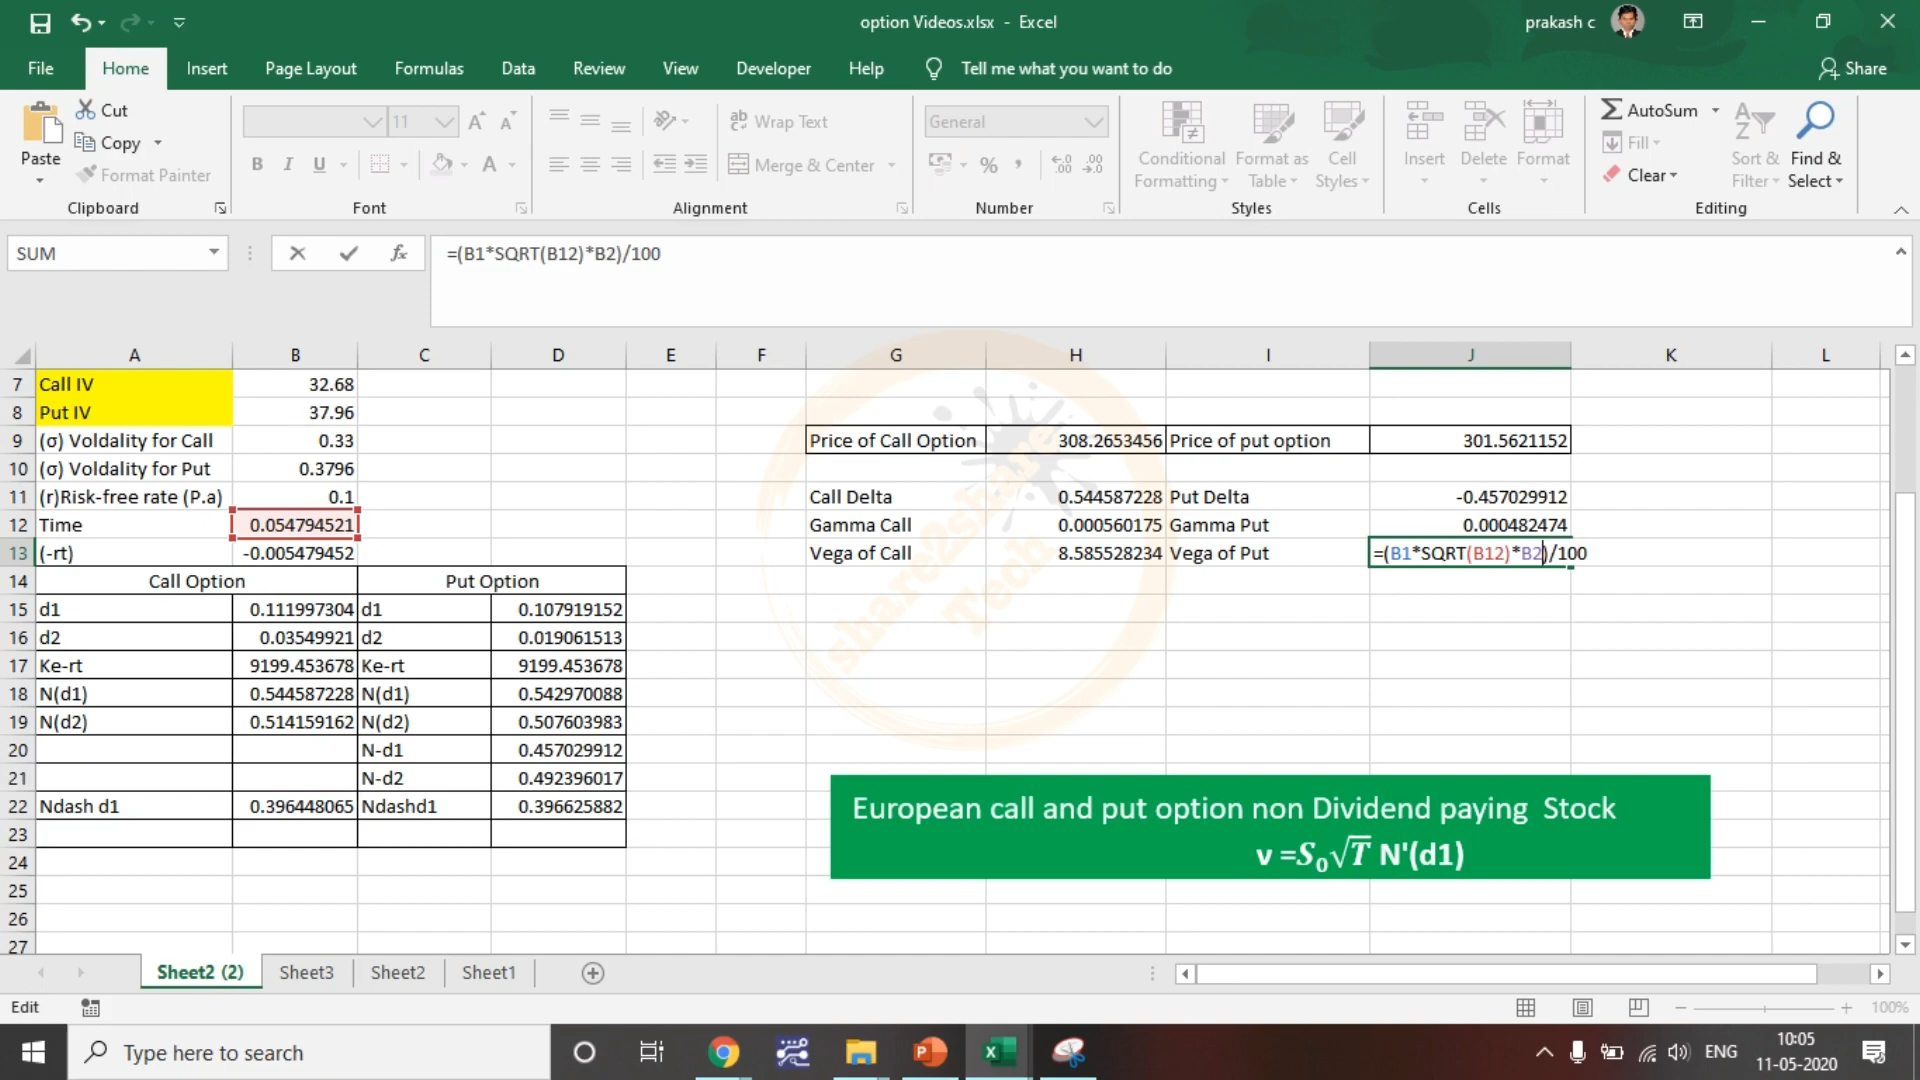 option Videos.xlsx - Excel
prakash c
File Home Insert Page Layout Formulas Data Review View Developer Help Tell me what you want to do Share
Paste
Cut
Copy
Format Painter
Clipboard
11
B I U
Font
Wrap Text
Merge & Center
Alignment
General
Number
Conditional Formatting
Format as Table
Cell Styles
Styles
Insert Delete Format
Cells
AutoSum
Fill
Clear
Sort & Filter
Find & Select
Editing
SUM
fx
=(B1*SQRT(B12)*B2)/100
A B C D E F G H I J K L
7 Call IV 32.68
8 Put IV 37.96
9 (σ) Voldality for Call 0.33 Price of Call Option 308.2653456 Price of put option 301.5621152
10 (σ) Voldality for Put 0.3796
11 (r)Risk-free rate (P.a) 0.1 Call Delta 0.544587228 Put Delta -0.457029912
12 Time 0.054794521 Gamma Call 0.000560175 Gamma Put 0.000482474
13 (-rt) -0.005479452 Vega of Call 8.585528234 Vega of Put =(B1*SQRT(B12)*B2)/100
14 Call Option Put Option
15 d1 0.111997304 d1 0.107919152
16 d2 0.03549921 d2 0.019061513
17 Ke-rt 9199.453678 Ke-rt 9199.453678
18 N(d1) 0.544587228 N(d1) 0.542970088
19 N(d2) 0.514159162 N(d2) 0.507603983
20 N-d1 0.457029912
21 N-d2 0.492396017
22 Ndash d1 0.396448065 Ndashd1 0.396625882
23
24
25
26
27
share2share
Tech
European call and put option non Dividend paying Stock
v =S₀√T N'(d1)
Sheet2 (2) Sheet3 Sheet2 Sheet1
Edit
100%
Type here to search
ENG
10:05
11-05-2020